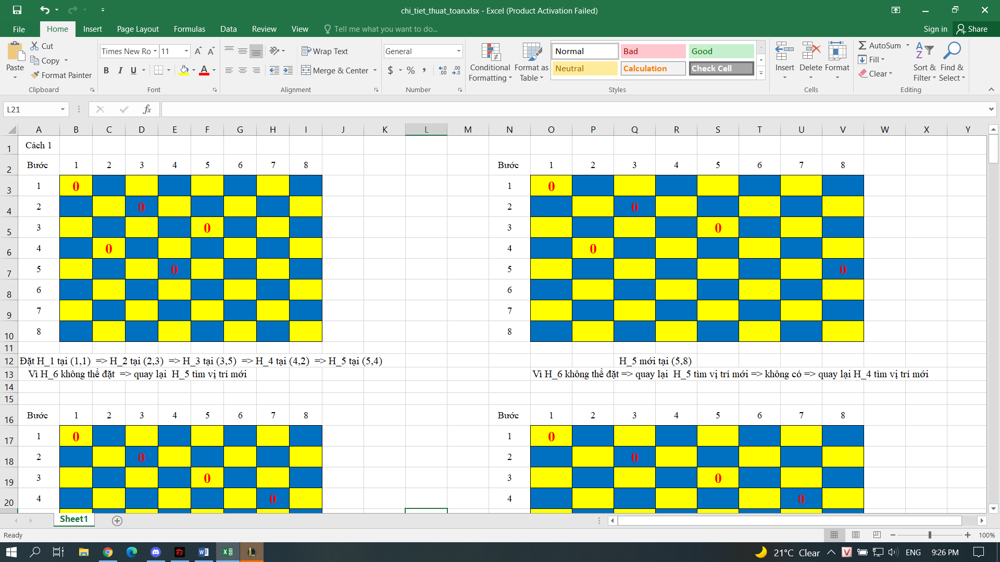 chi_tiet_thuat_toan.xlsx - Excel (Product Activation Failed)
File Home Insert Page Layout Formulas Data Review View Tell me what you want to do... Sign in Share
Paste Cut Copy Format Painter Clipboard
Times New Ro 11 B I U A Font
Wrap Text Merge & Center Alignment
General $ % , Number
Conditional Formatting Format as Table
Normal Bad Good
Neutral Calculation Check Cell
Styles
Insert Delete Format Cells
AutoSum Fill Clear Sort & Filter Find & Select Editing
L21 fx
A B C D E F G H I J K L M N O P Q R S T U V W X Y
1 Cách 1
2 Bước 1 2 3 4 5 6 7 8 Bước 1 2 3 4 5 6 7 8
3 1 0 1 0
4 2 0 2 0
5 3 0 3 0
6 4 0 4 0
7 5 0 5 0
8 6 6
9 7 7
10 8 8
11
12 Đặt H_1 tại (1,1) => H_2 tại (2,3) => H_3 tại (3,5) => H_4 tại (4,2) => H_5 tại (5,4) H_5 mới tại (5,8)
13 Vì H_6 không thể đặt => quay lại H_5 tìm vị trí mới Vì H_6 không thể đặt => quay lại H_5 tìm vị trí mới => không có => quay lại H_4 tìm vị trí mới
14
15
16 Bước 1 2 3 4 5 6 7 8 Bước 1 2 3 4 5 6 7 8
17 1 0 1 0
18 2 0 2 0
19 3 0 3 0
20 4 0 4 0
Sheet1
Ready 100%
21°C Clear ENG 9:26 PM